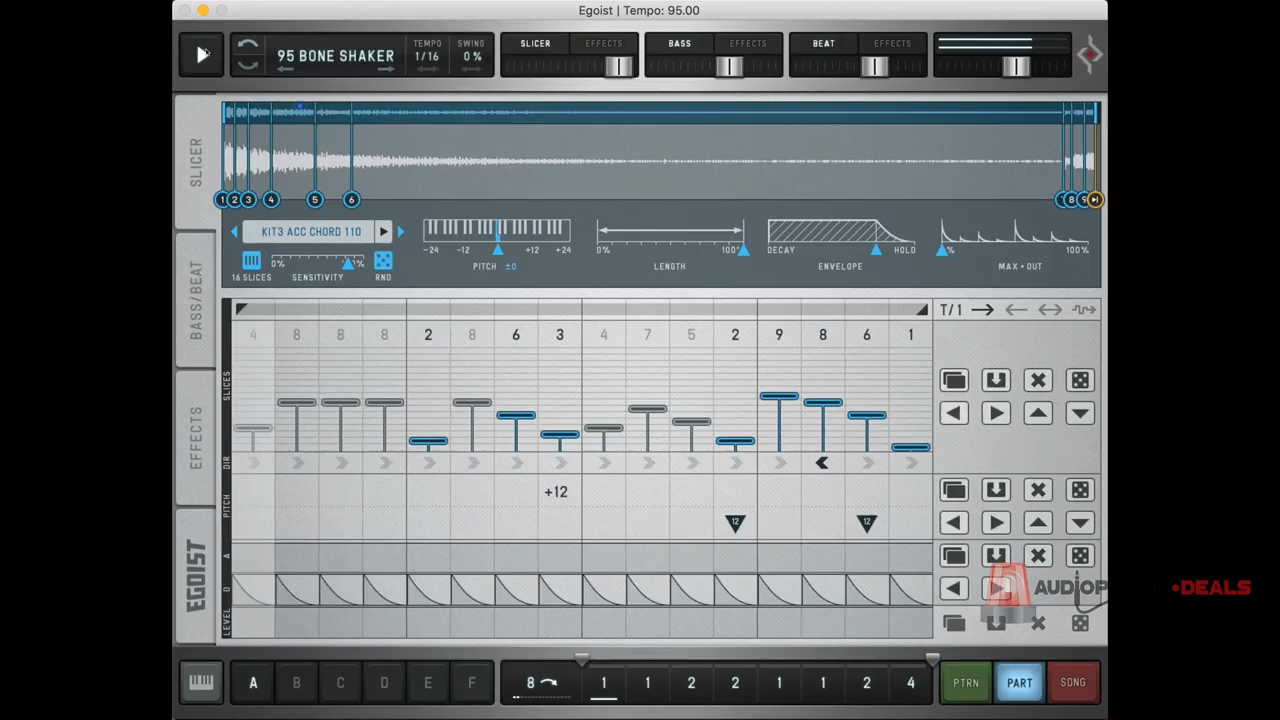 Egoist | Tempo: 95.00
95 BONE SHAKER
TEMPO
1/16
SWING
0 %
SLICER EFFECTS
BASS EFFECTS
BEAT EFFECTS
SLICER
BASS/BEAT
EFFECTS
EGOIST
1 2 3 4 5 6 8 9
KIT3 ACC CHORD 110
16 SLICES
0% %
SENSITIVITY
RND
-24 -12 +12 +24
PITCH ±0
0% 100%
LENGTH
DECAY HOLD
ENVELOPE
% 100%
MAX•OUT
T/1
4 8 8 8 2 8 6 3 4 7 5 2 9 8 6 1
SLICES
DIR
PITCH
+12
12 12
A
D
LEVEL
•DEALS
A B C D E F
8 1 1 2 2 1 1 2 4
PTRN PART SONG